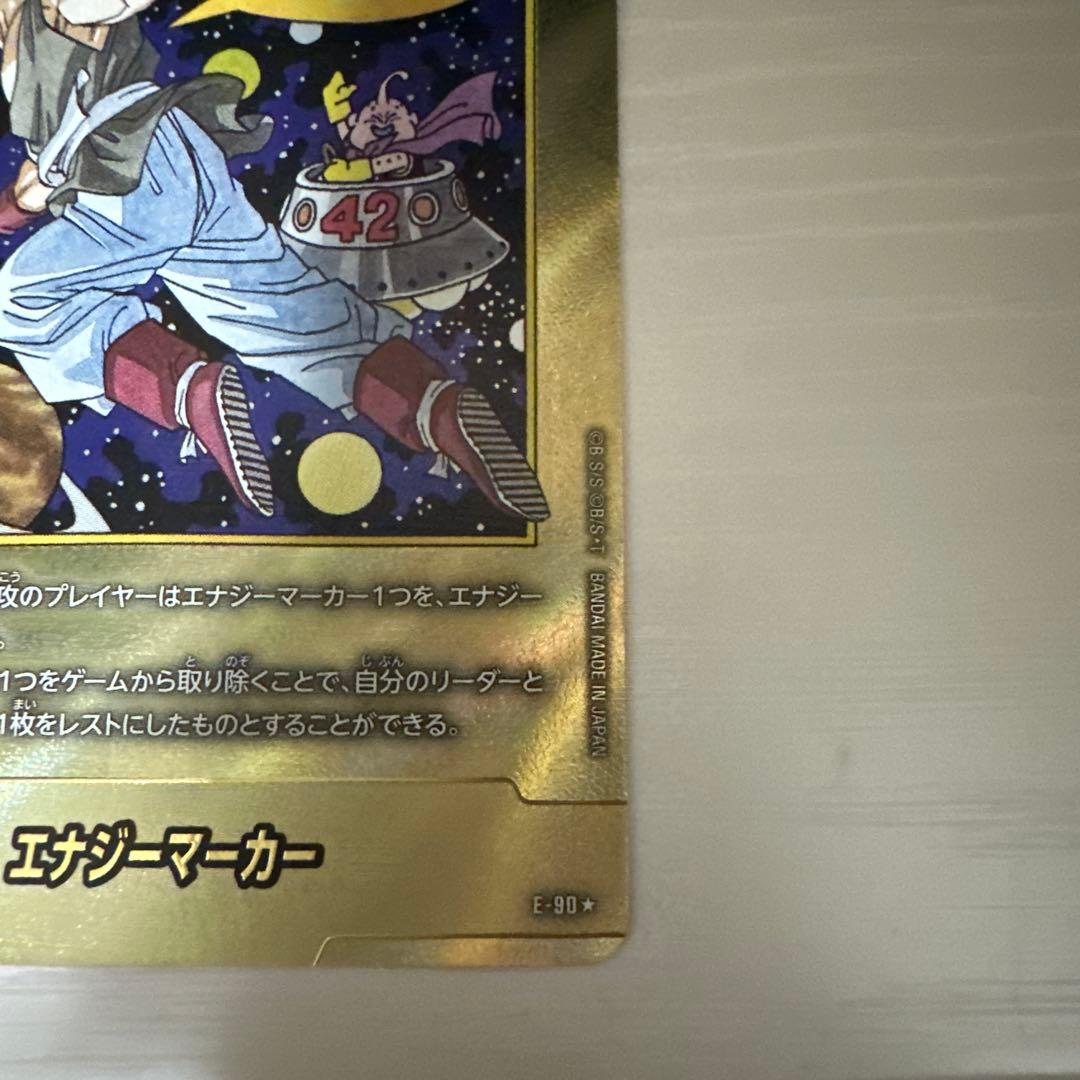 42
攻のプレイヤーはエナジーマーカー1つを、エナジー
。
1つをゲームから取り除くことで、自分のリーダーと
1枚をレストにしたものとすることができる。
©B.S/S ©B/S・T BANDAI MADE IN JAPAN
エナジーマーカー
E-90★